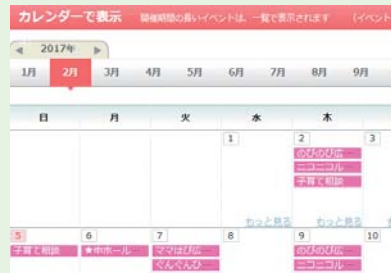 カレンダーで表示 開催期間の長いイベントは、一覧で表示されます (イベント
2017年
1月 2月 3月 4月 5月 6月 7月 8月 9月
日 月 火 水 木
1 2 3
のびのび広…
ニコニコル…
子育て相談
もっと見る もっと見る
5 6 7 8 9 10
子育て相談 ★中ホール… ママはぴ広… のびのび広…
ぐんぐんひ… ニコニコル…